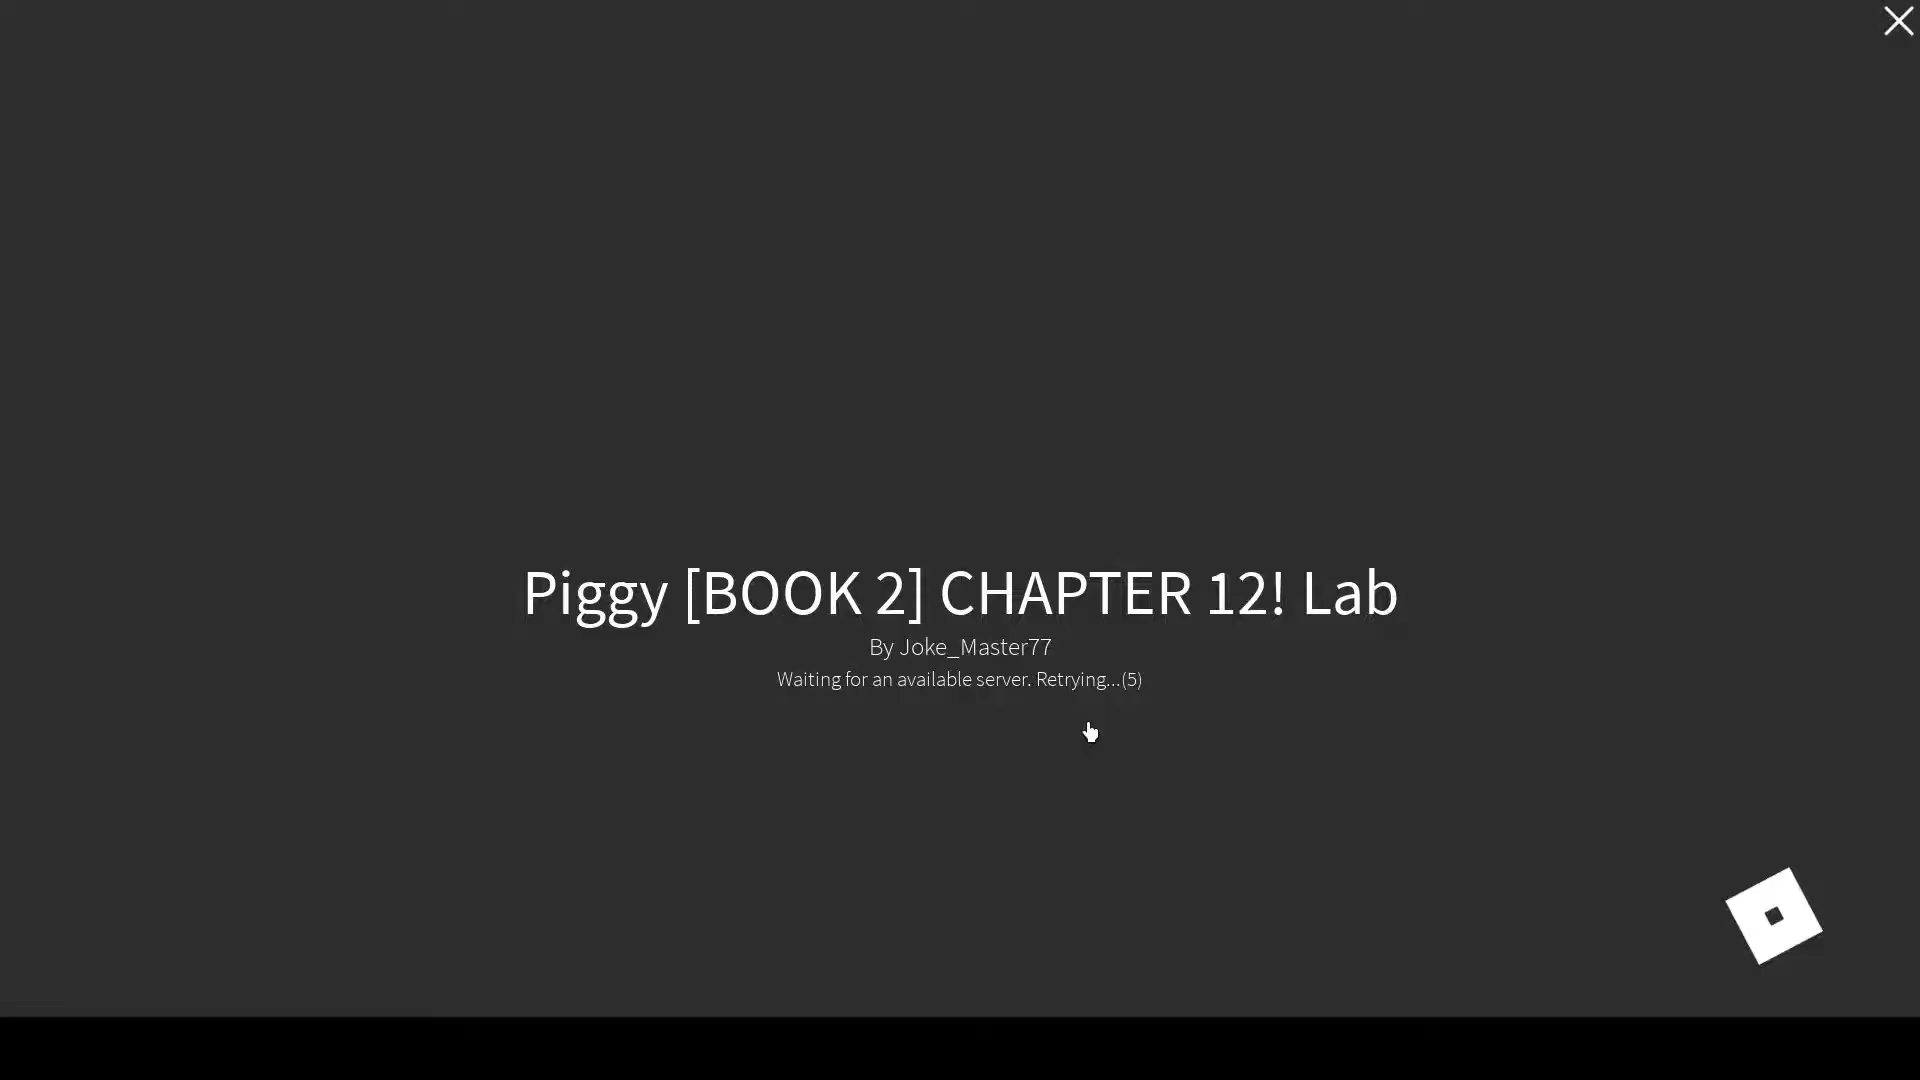 Piggy [BOOK 2] CHAPTER 12! Lab
By Joke_Master77
Waiting for an available server. Retrying...(5)